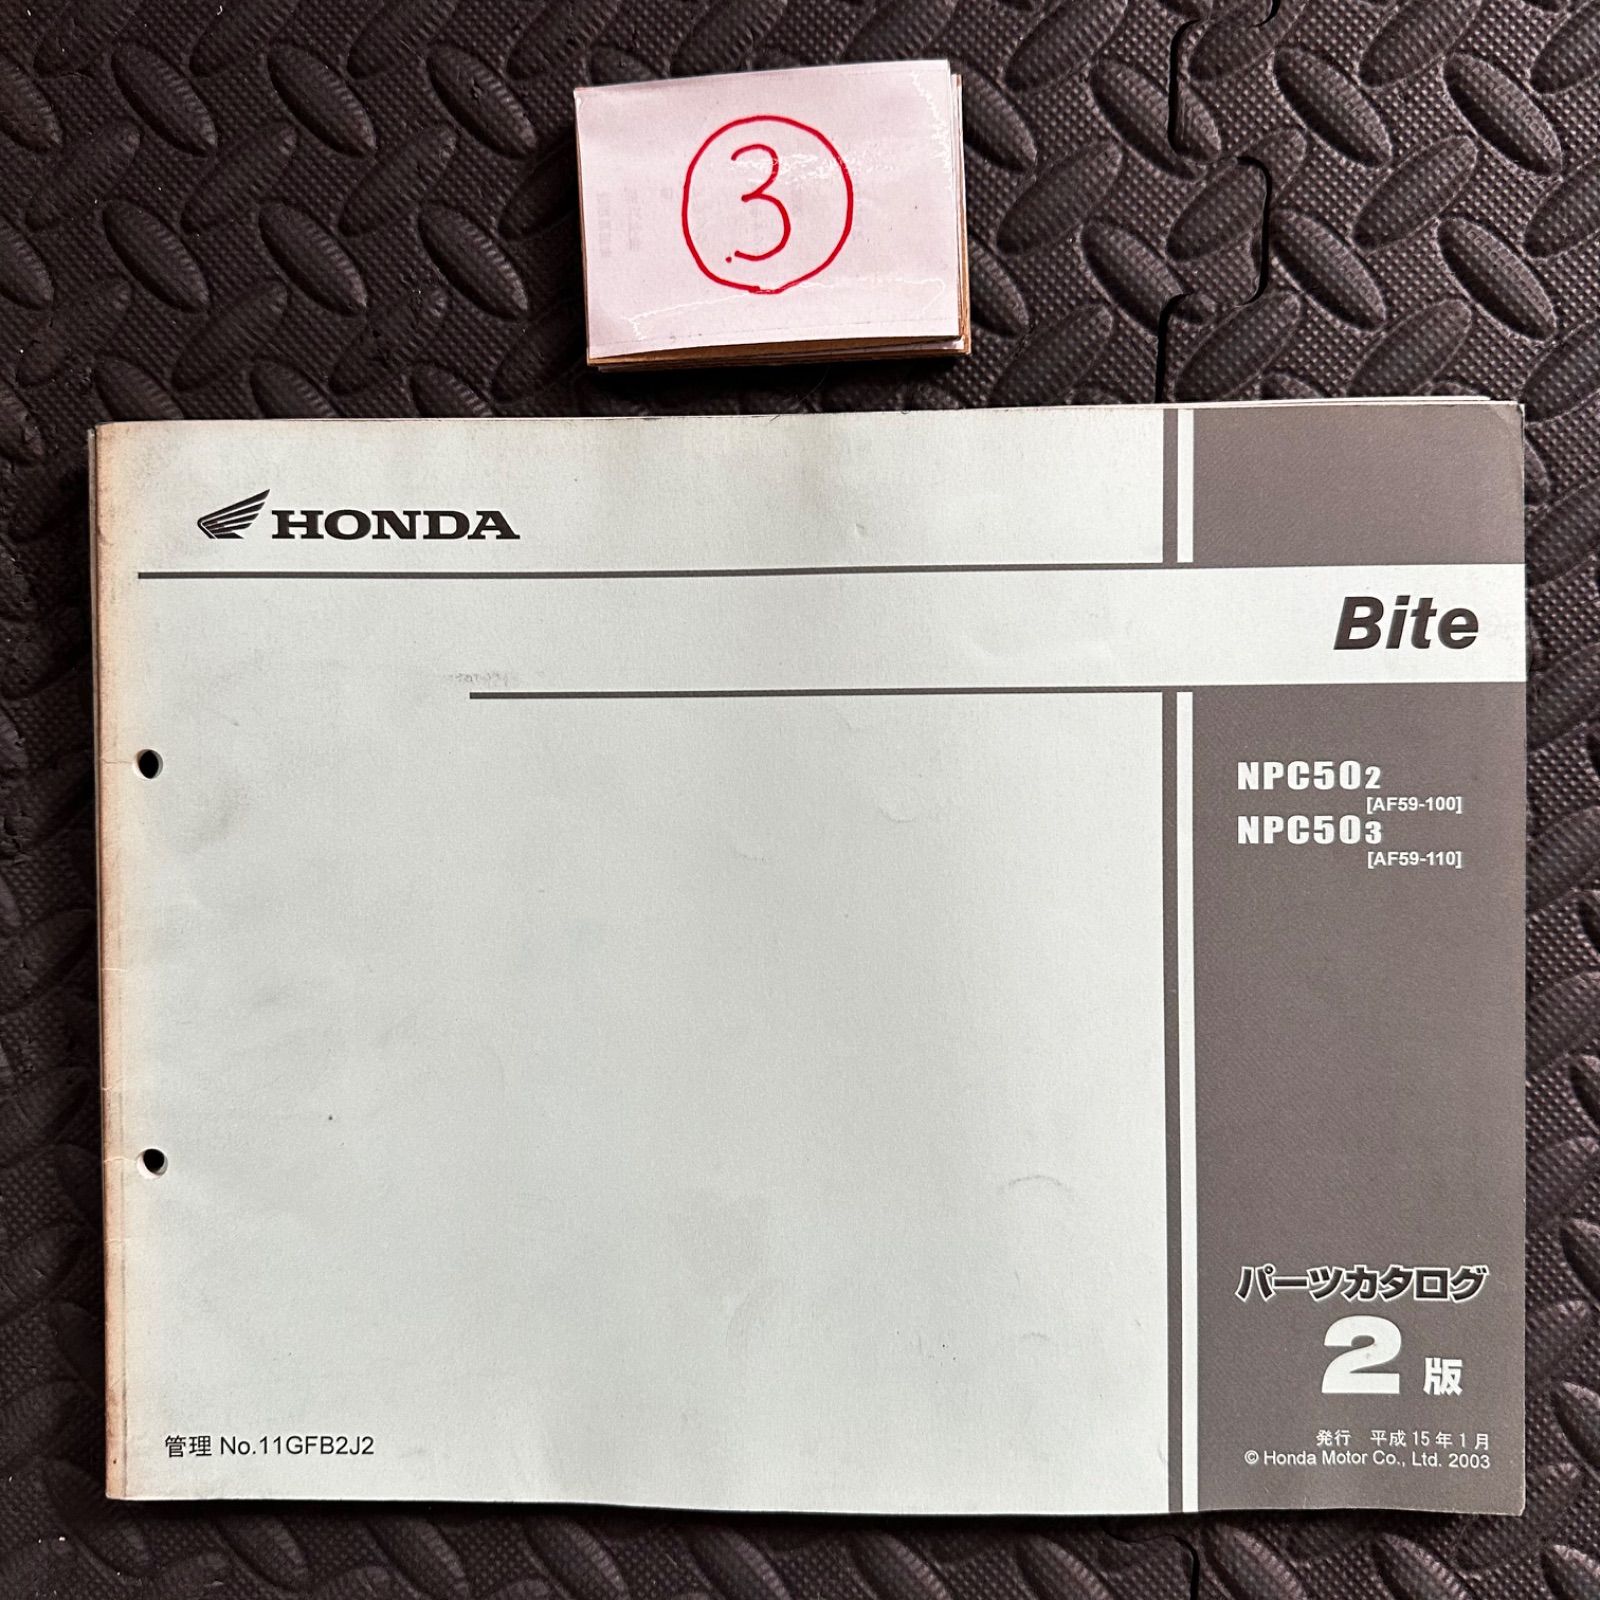 3
HONDA
Bite
NPC502
[AF59-100]
NPC503
[AF59-110]
パーツカタログ
2版
発行 平成15年1月
© Honda Motor Co., Ltd. 2003
管理 No.11GFB2J2